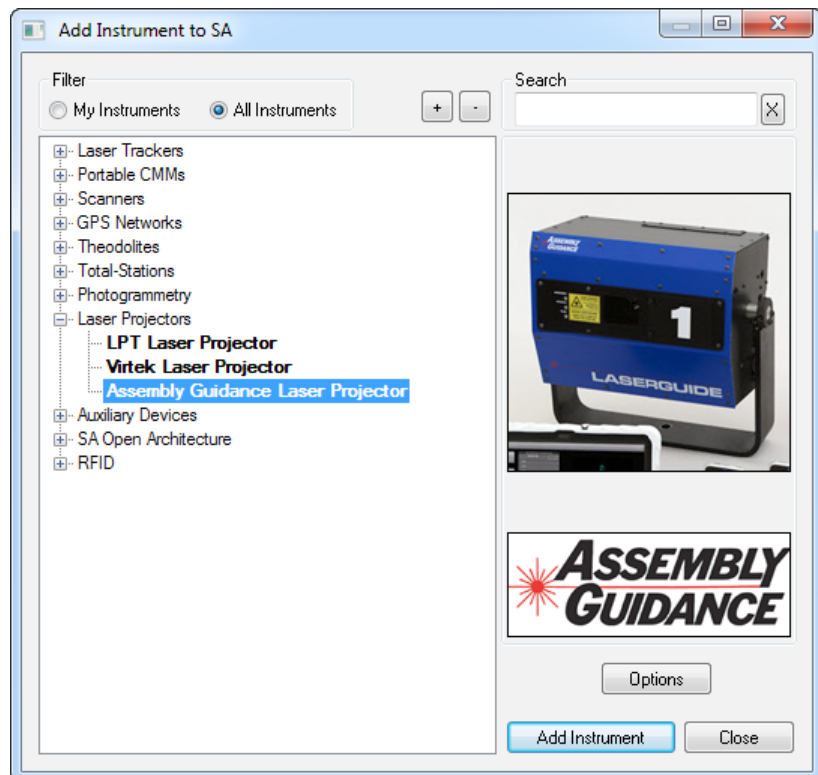 Add Instrument to SA
Filter
My Instruments All Instruments
+ -
Search
X
Laser Trackers
Portable CMMs
Scanners
GPS Networks
Theodolites
Total-Stations
Photogrammetry
Laser Projectors
LPT Laser Projector
Virtek Laser Projector
Assembly Guidance Laser Projector
Auxiliary Devices
SA Open Architecture
RFID
ASSEMBLY
GUIDANCE
1
LASERGUIDE
ASSEMBLY
GUIDANCE
Options
Add Instrument Close